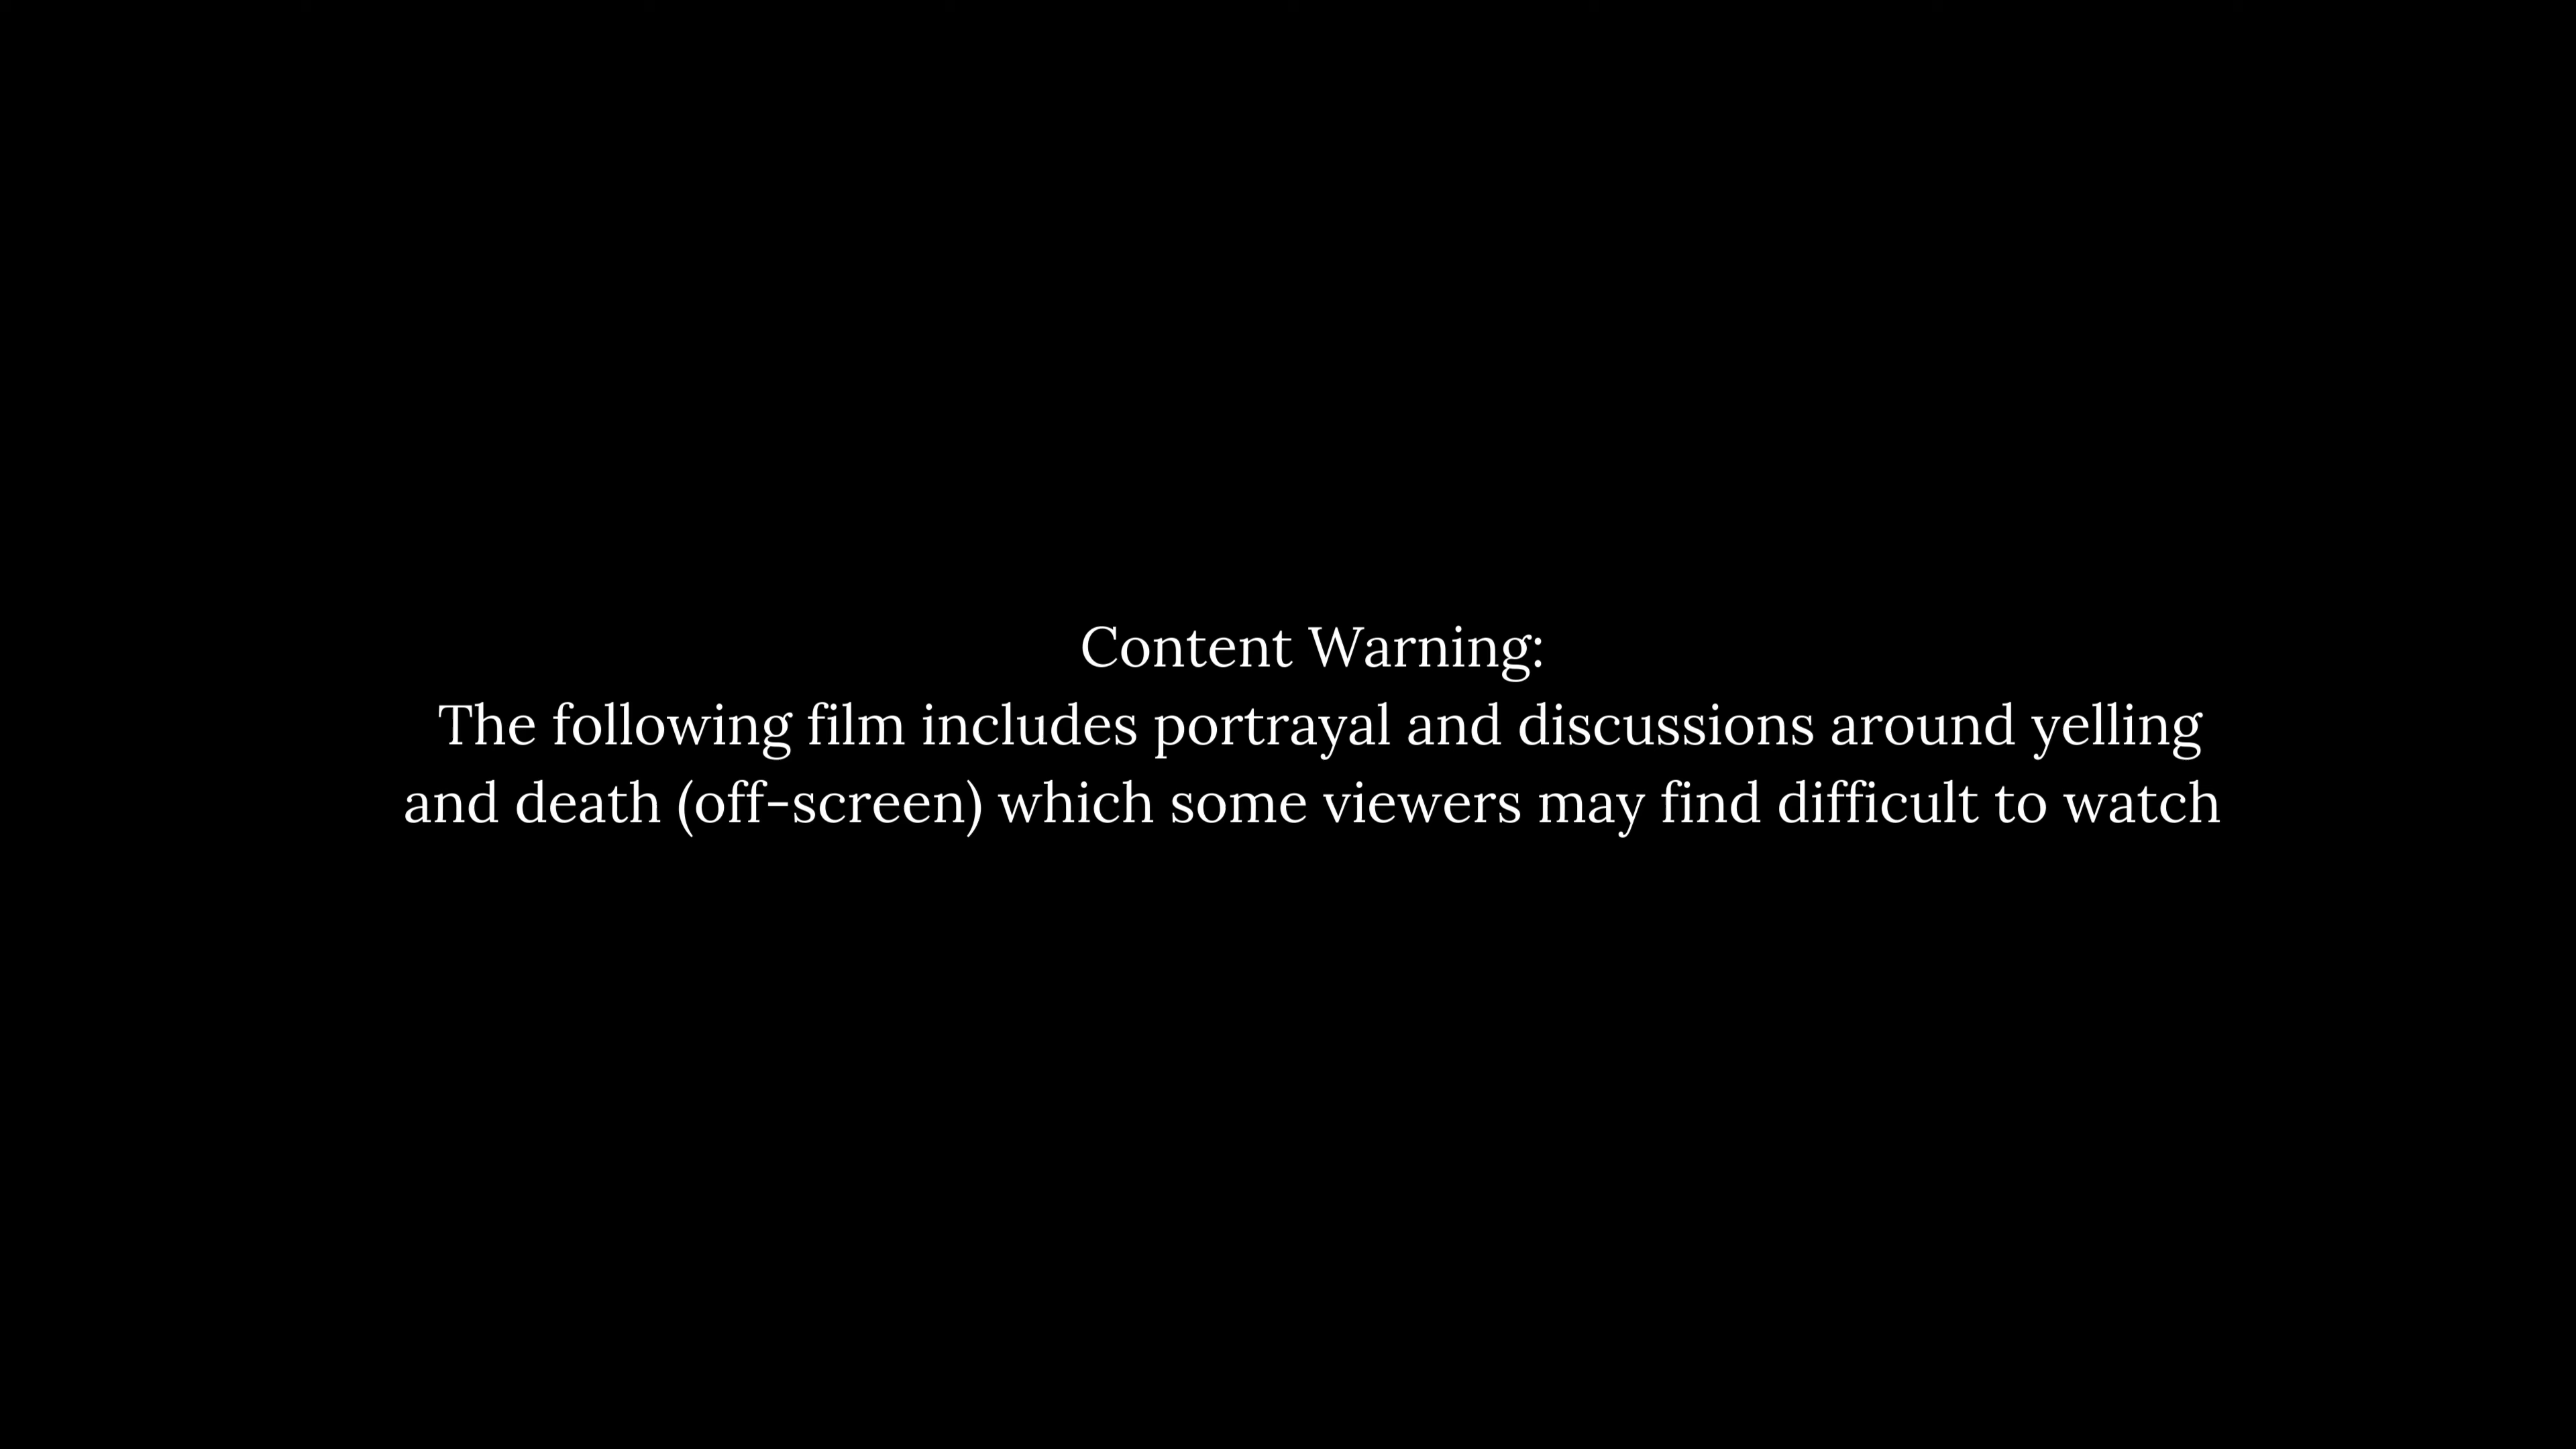 Content Warning:
The following film includes portrayal and discussions around yelling
and death (off-screen) which some viewers may find difficult to watch